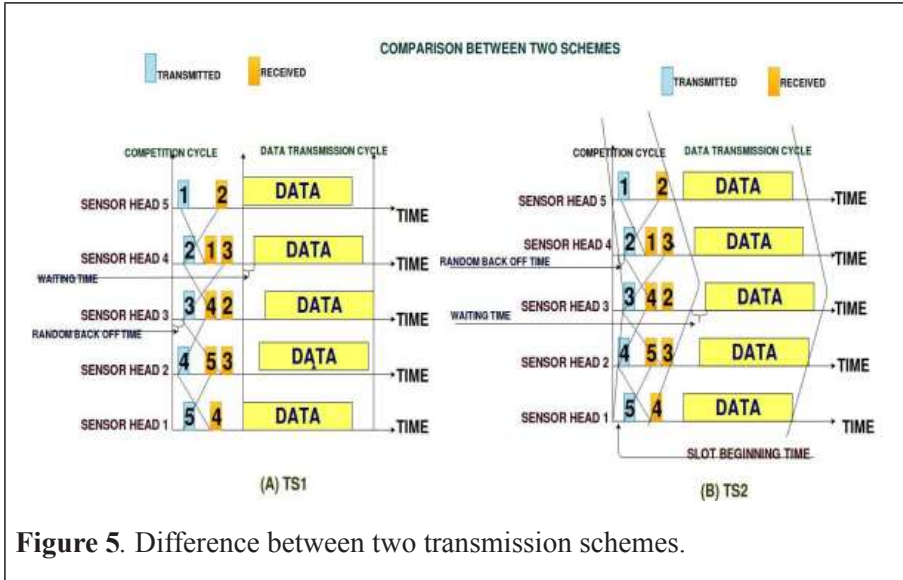 COMPARISON BETWEEN TWO SCHEMES
TRANSMITTED
RECEIVED
COMPETITION CYCLE
DATA TRANSMISSION CYCLE
SENSOR HEAD 5
1
2
DATA
TIME
SENSOR HEAD 4
2
1
3
DATA
TIME
WAITING TIME
SENSOR HEAD 3
3
4
2
DATA
TIME
RANDOM BACK OFF TIME
SENSOR HEAD 2
4
5
3
DATA
TIME
SENSOR HEAD 1
5
4
DATA
TIME
(A) TS1
TRANSMITTED
RECEIVED
COMPETITION CYCLE
DATA TRANSMISSION CYCLE
SENSOR HEAD 5
1
2
DATA
TIME
SENSOR HEAD 4
2
1
3
DATA
TIME
RANDOM BACK OFF TIME
SENSOR HEAD 3
3
4
2
DATA
TIME
WAITING TIME
SENSOR HEAD 2
4
5
3
DATA
TIME
SENSOR HEAD 1
5
4
DATA
TIME
SLOT BEGINNING TIME
(B) TS2
Figure 5. Difference between two transmission schemes.